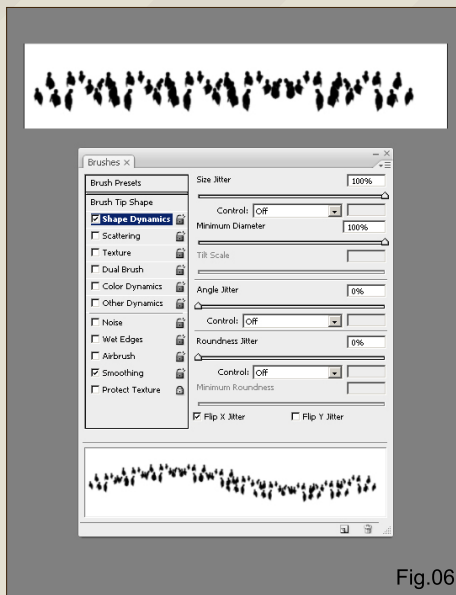 Brushes ×
Brush Presets
Brush Tip Shape
Shape Dynamics
Scattering
Texture
Dual Brush
Color Dynamics
Other Dynamics
Noise
Wet Edges
Airbrush
Smoothing
Protect Texture
Size Jitter 100%
Control: Off
Minimum Diameter 100%
Tilt Scale
Angle Jitter 0%
Control: Off
Roundness Jitter 0%
Control: Off
Minimum Roundness
Flip X Jitter Flip Y Jitter
Fig.06